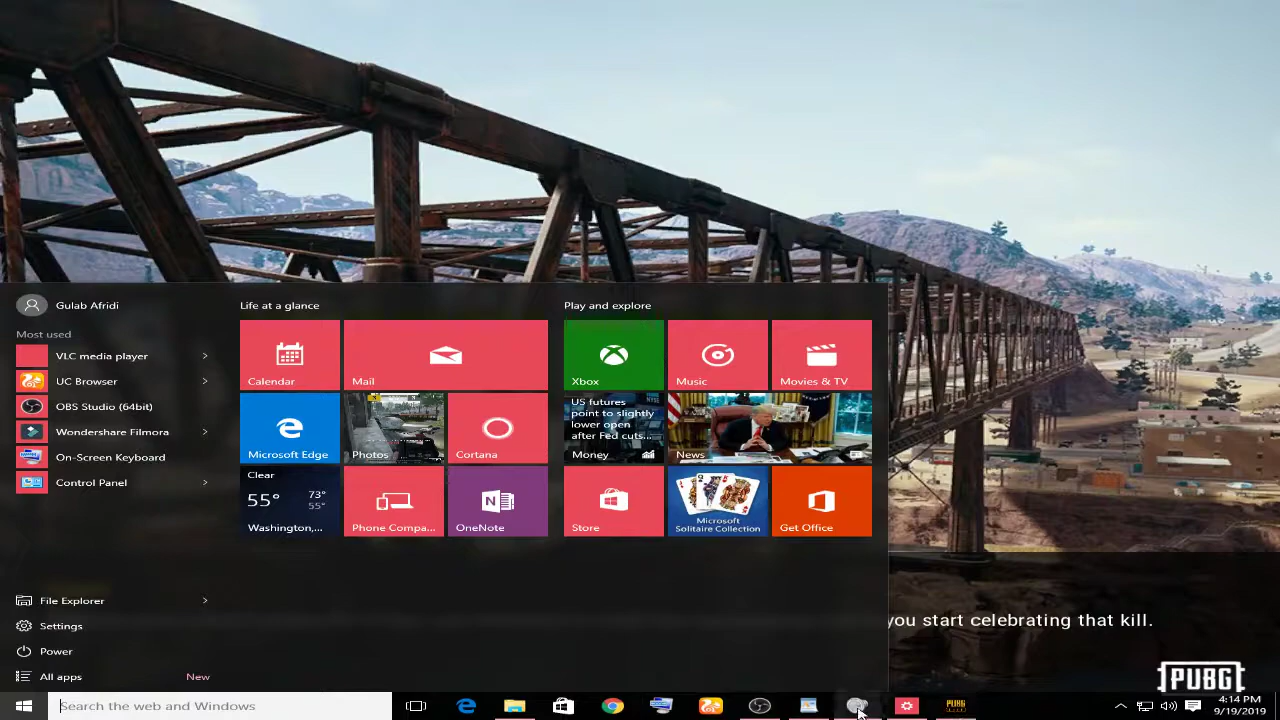 Gulab Afridi
Most used
VLC media player
UC Browser
OBS Studio (64bit)
Wondershare Filmora
On-Screen Keyboard
Control Panel
File Explorer
Settings
Power
All apps
New
Life at a glance
Calendar
Mail
Microsoft Edge
Photos
Cortana
Clear
55° 73°
55°
Washington,...
Phone Compa...
OneNote
Play and explore
Xbox
Music
Movies & TV
US futures
point to slightly
lower open
after Fed cuts...
Money
News
Store
Microsoft
Solitaire Collection
Get Office
you start celebrating that kill.
PUBG
Search the web and Windows
PUBG
4:14 PM
9/19/2019